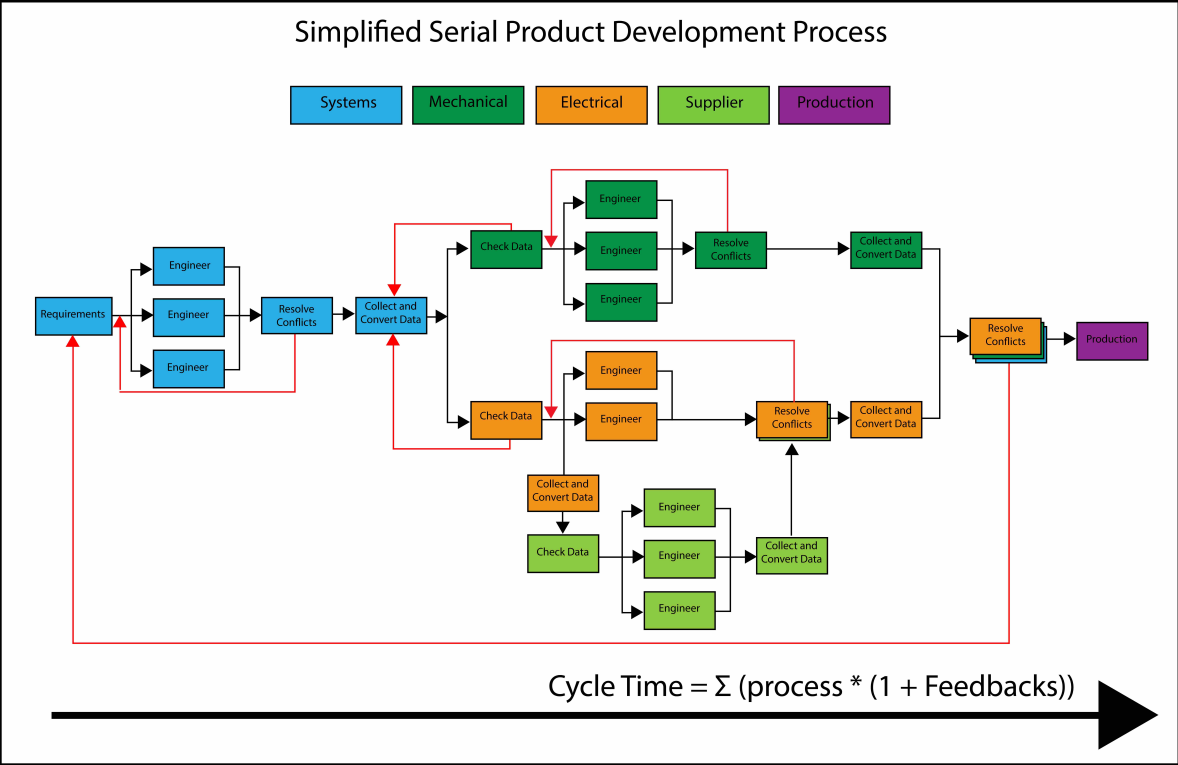 Simplified Serial Product Development Process
Systems
Mechanical
Electrical
Supplier
Production
Requirements
Engineer
Engineer
Engineer
Resolve
Conflicts
Collect and
Convert Data
Check Data
Engineer
Engineer
Engineer
Resolve
Conflicts
Collect and
Convert Data
Check Data
Engineer
Engineer
Resolve
Conflicts
Collect and
Convert Data
Collect and
Convert Data
Check Data
Engineer
Engineer
Engineer
Collect and
Convert Data
Resolve
Conflicts
Production
Cycle Time = Σ (process * (1 + Feedbacks))